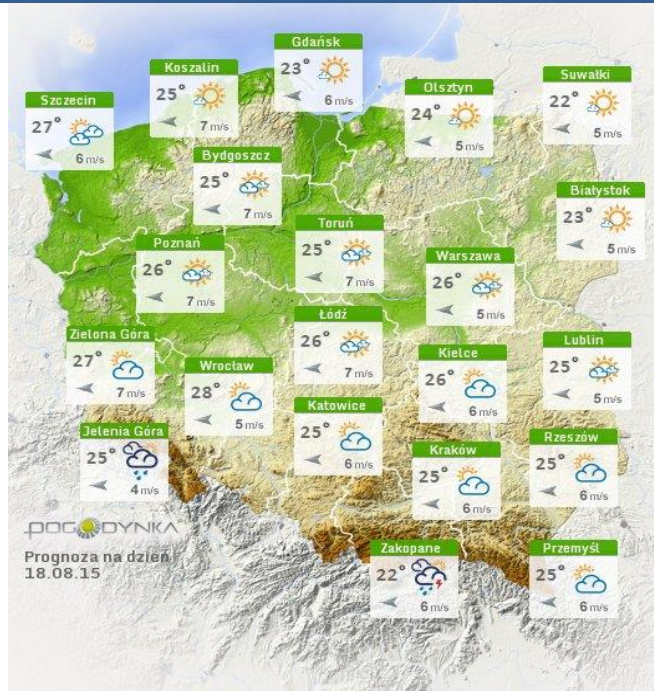 Gdańsk
23°
6 m/s
Koszalin
25°
7 m/s
Suwałki
22°
5 m/s
Olsztyn
24°
5 m/s
Szczecin
27°
6 m/s
Bydgoszcz
25°
7 m/s
Białystok
23°
5 m/s
Toruń
25°
7 m/s
Poznań
26°
7 m/s
Warszawa
26°
5 m/s
Łódź
26°
7 m/s
Zielona Góra
27°
7 m/s
Lublin
25°
5 m/s
Kielce
26°
6 m/s
Wrocław
28°
5 m/s
Katowice
25°
6 m/s
Jelenia Góra
25°
4 m/s
Rzeszów
25°
6 m/s
Kraków
25°
6 m/s
POGODYNKA
Prognoza na dzień
18.08.15
Zakopane
22°
6 m/s
Przemyśl
25°
6 m/s